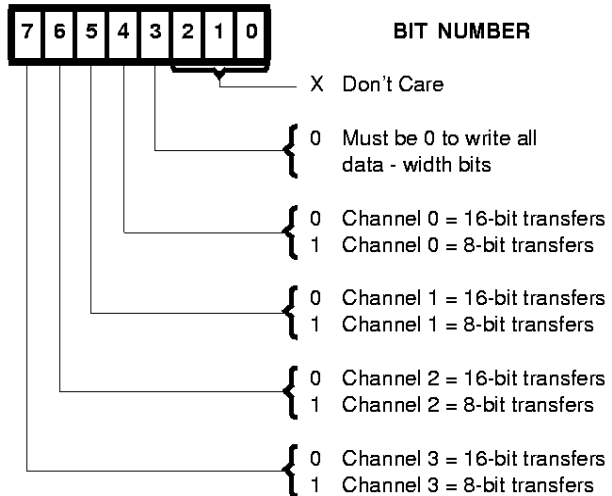 7 6 5 4 3 2 1 0 BIT NUMBER
X Don't Care
0 Must be 0 to write all
data - width bits
0 Channel 0 = 16-bit transfers
1 Channel 0 = 8-bit transfers
0 Channel 1 = 16-bit transfers
1 Channel 1 = 8-bit transfers
0 Channel 2 = 16-bit transfers
1 Channel 2 = 8-bit transfers
0 Channel 3 = 16-bit transfers
1 Channel 3 = 8-bit transfers